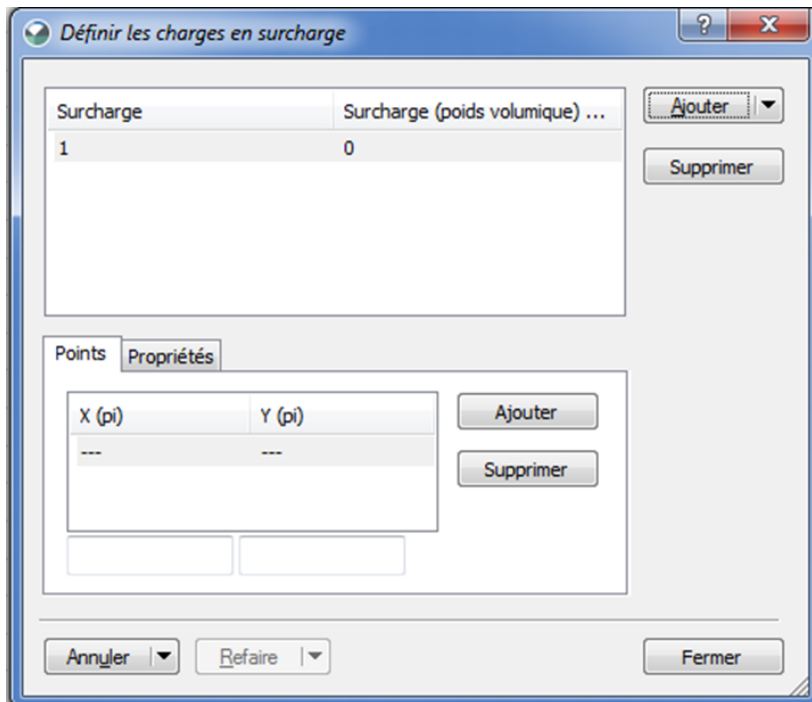 Définir les charges en surcharge
?
X
Surcharge Surcharge (poids volumique) ...
1 0
Ajouter
Supprimer
Points Propriétés
X (pi) Y (pi)
--- ---
Ajouter
Supprimer
Annuler Refaire Fermer